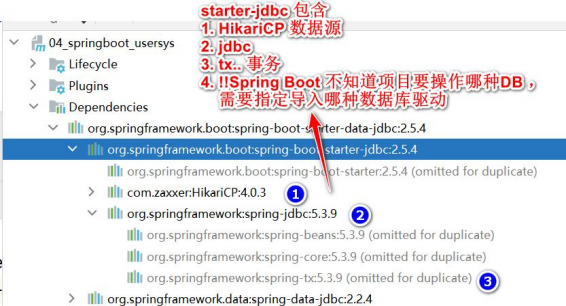 starter-jdbc 包含
1. HikariCP 数据源
2. jdbc
3. tx.. 事务
4. !!Spring Boot 不知道项目要操作哪种DB，
需要指定导入哪种数据库驱动
04_springboot_usersys
Lifecycle
Plugins
Dependencies
org.springframework.boot:spring-boot-starter-data-jdbc:2.5.4
org.springframework.boot:spring-boot-starter-jdbc:2.5.4
org.springframework.boot:spring-boot-starter:2.5.4 (omitted for duplicate)
com.zaxxer:HikariCP:4.0.3 1
org.springframework:spring-jdbc:5.3.9 2
org.springframework:spring-beans:5.3.9 (omitted for duplicate)
org.springframework:spring-core:5.3.9 (omitted for duplicate)
org.springframework:spring-tx:5.3.9 (omitted for duplicate) 3
org.springframework.data:spring-data-jdbc:2.2.4